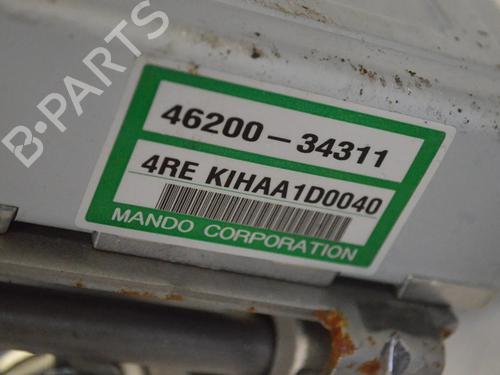 B-PARTS
46200-34311
4RE KIHAA1D0040
MANDO CORPORATION